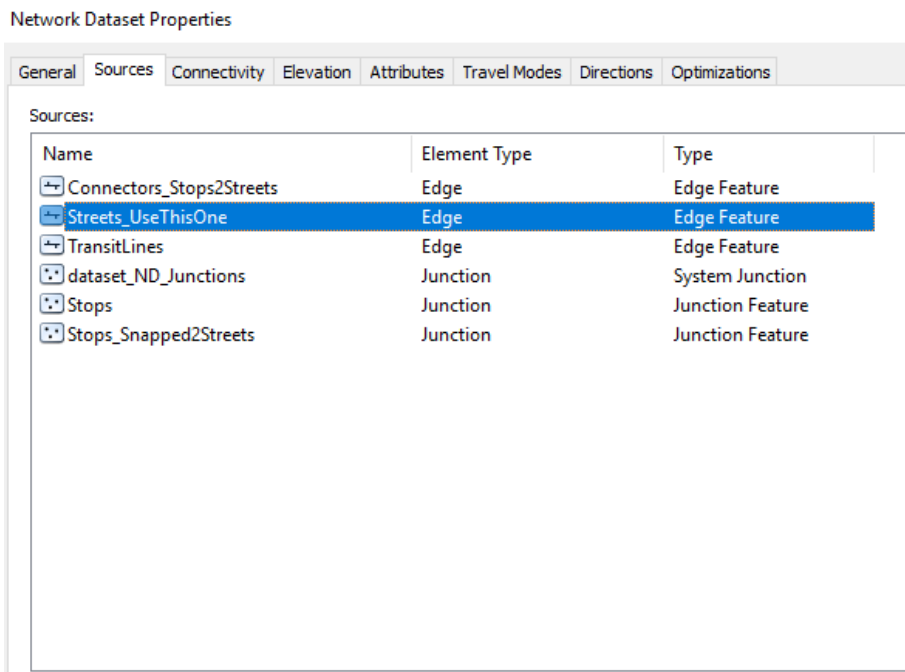 Network Dataset Properties
General Sources Connectivity Elevation Attributes Travel Modes Directions Optimizations
Sources:
Name Element Type Type
Connectors_Stops2Streets Edge Edge Feature
Streets_UseThisOne Edge Edge Feature
TransitLines Edge Edge Feature
dataset_ND_Junctions Junction System Junction
Stops Junction Junction Feature
Stops_Snapped2Streets Junction Junction Feature